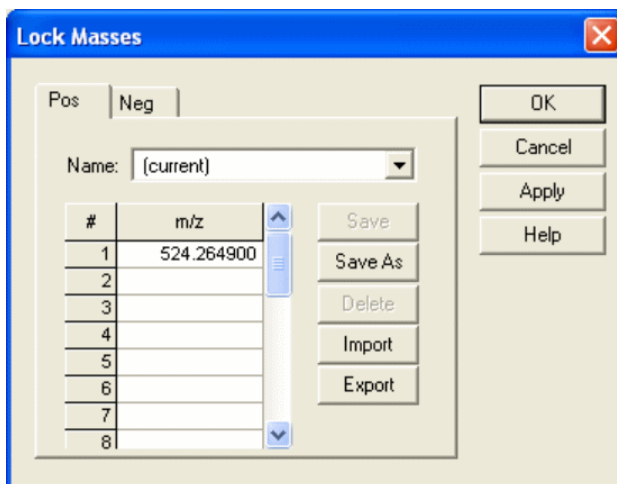 Lock Masses
Pos Neg OK
Name: (current) Cancel
Apply
# m/z Save Help
1 524.264900 Save As
2
3 Delete
4 Import
5
6 Export
7
8